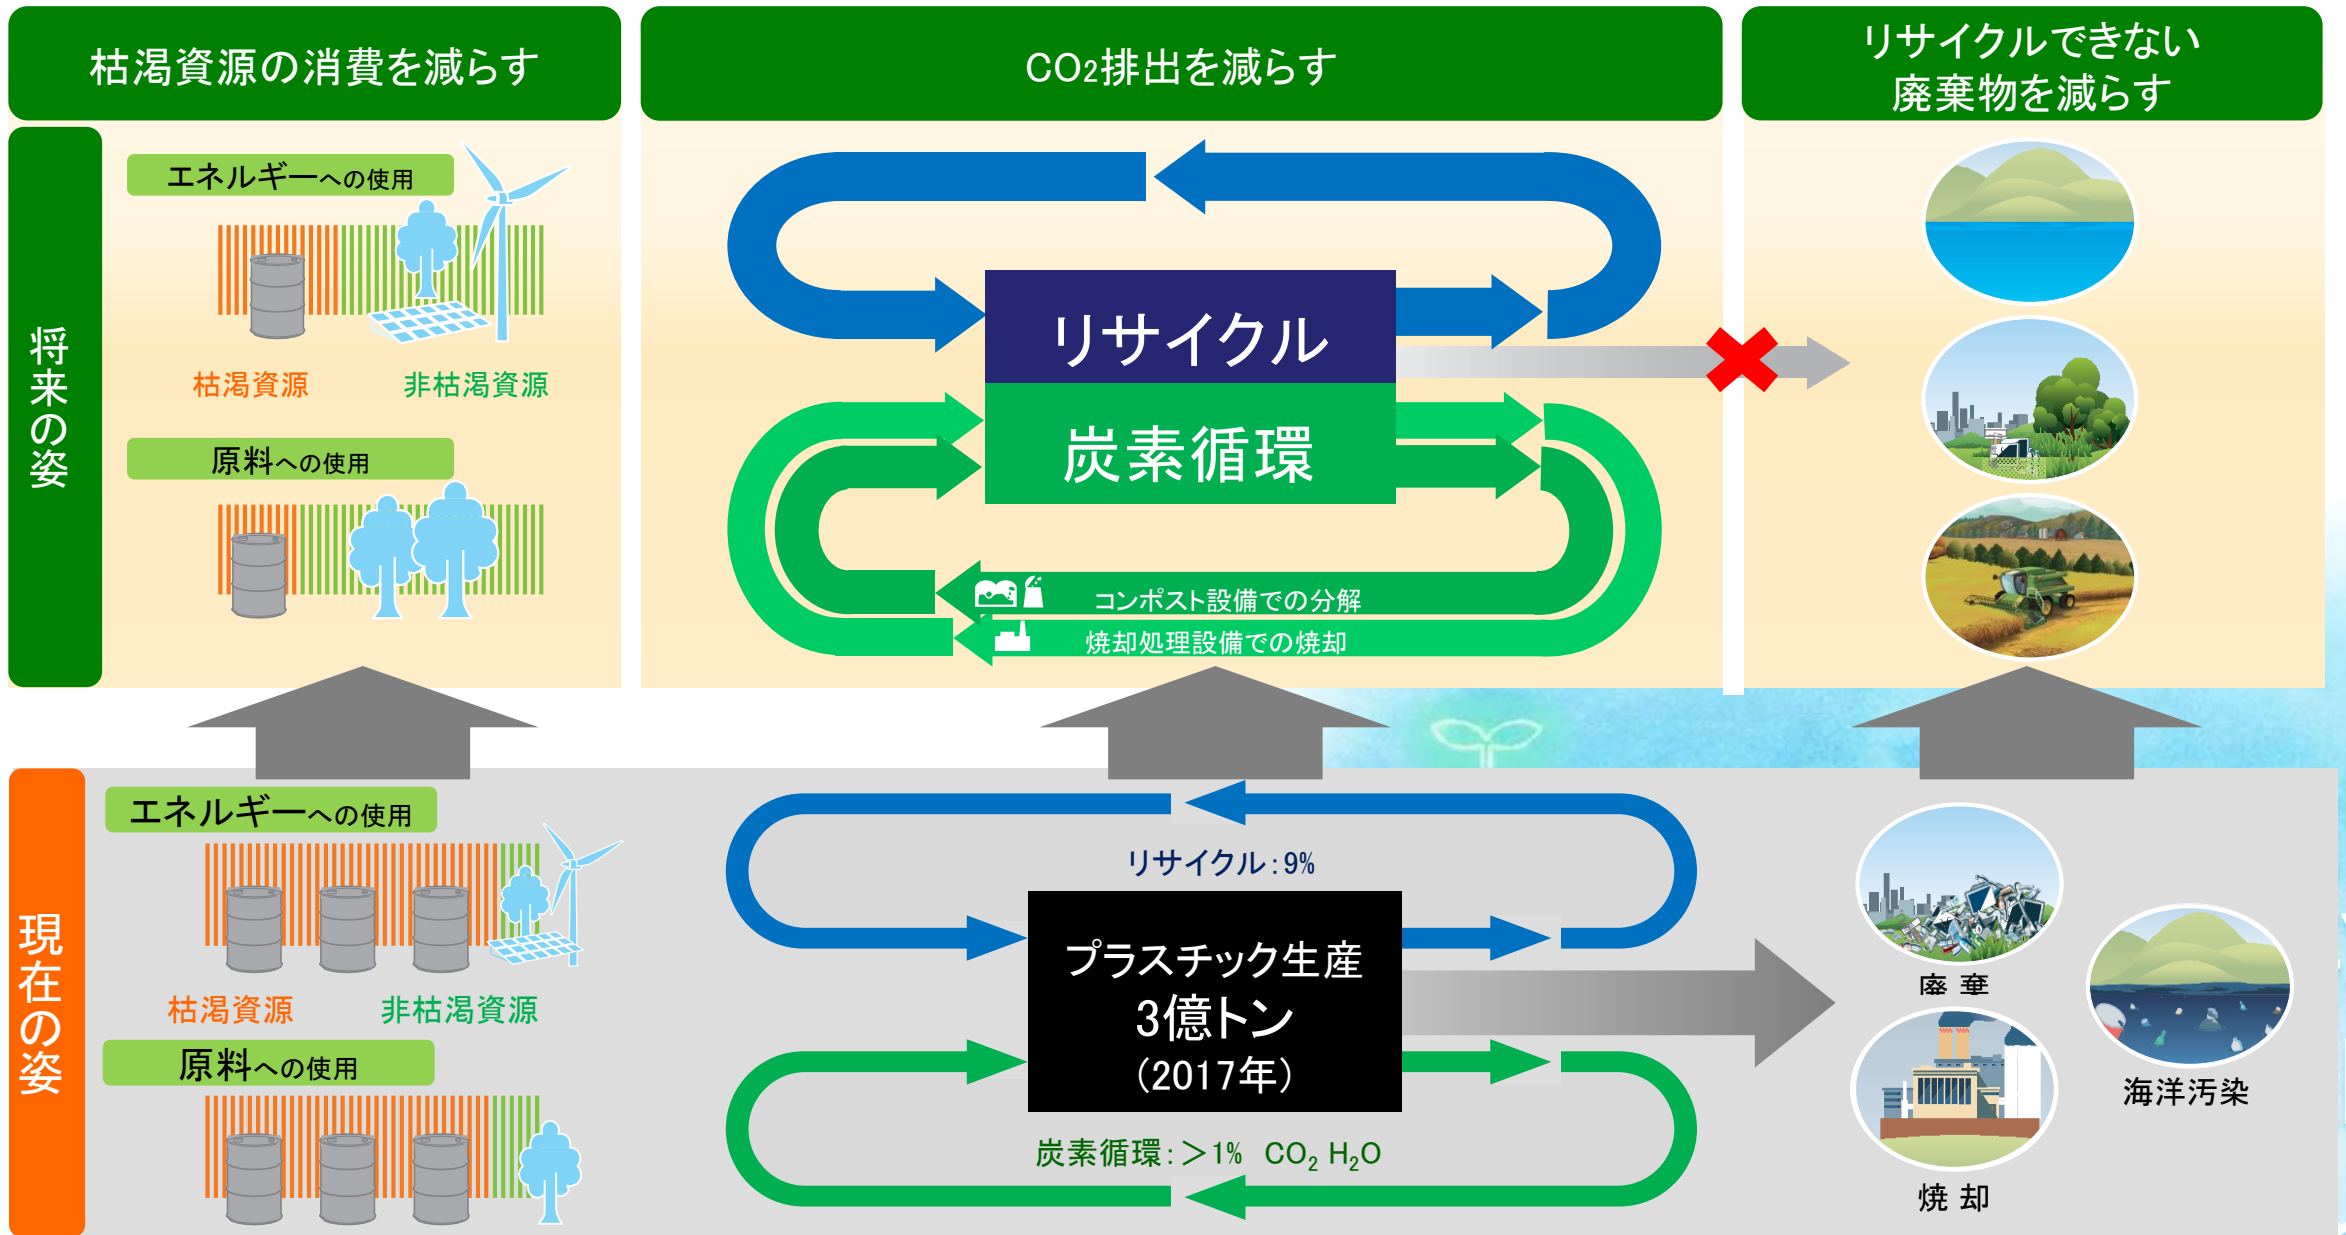 枯渇資源の消費を減らす
CO₂排出を減らす
リサイクルできない
廃棄物を減らす
将来の姿
エネルギーへの使用
枯渇資源
非枯渇資源
原料への使用
リサイクル
炭素循環
コンポスト設備での分解
焼却処理設備での焼却
現在の姿
エネルギーへの使用
枯渇資源
非枯渇資源
原料への使用
リサイクル:9%
プラスチック生産
3億トン
(2017年)
炭素循環:＞1% CO₂ H₂O
廃 棄
海洋汚染
焼 却